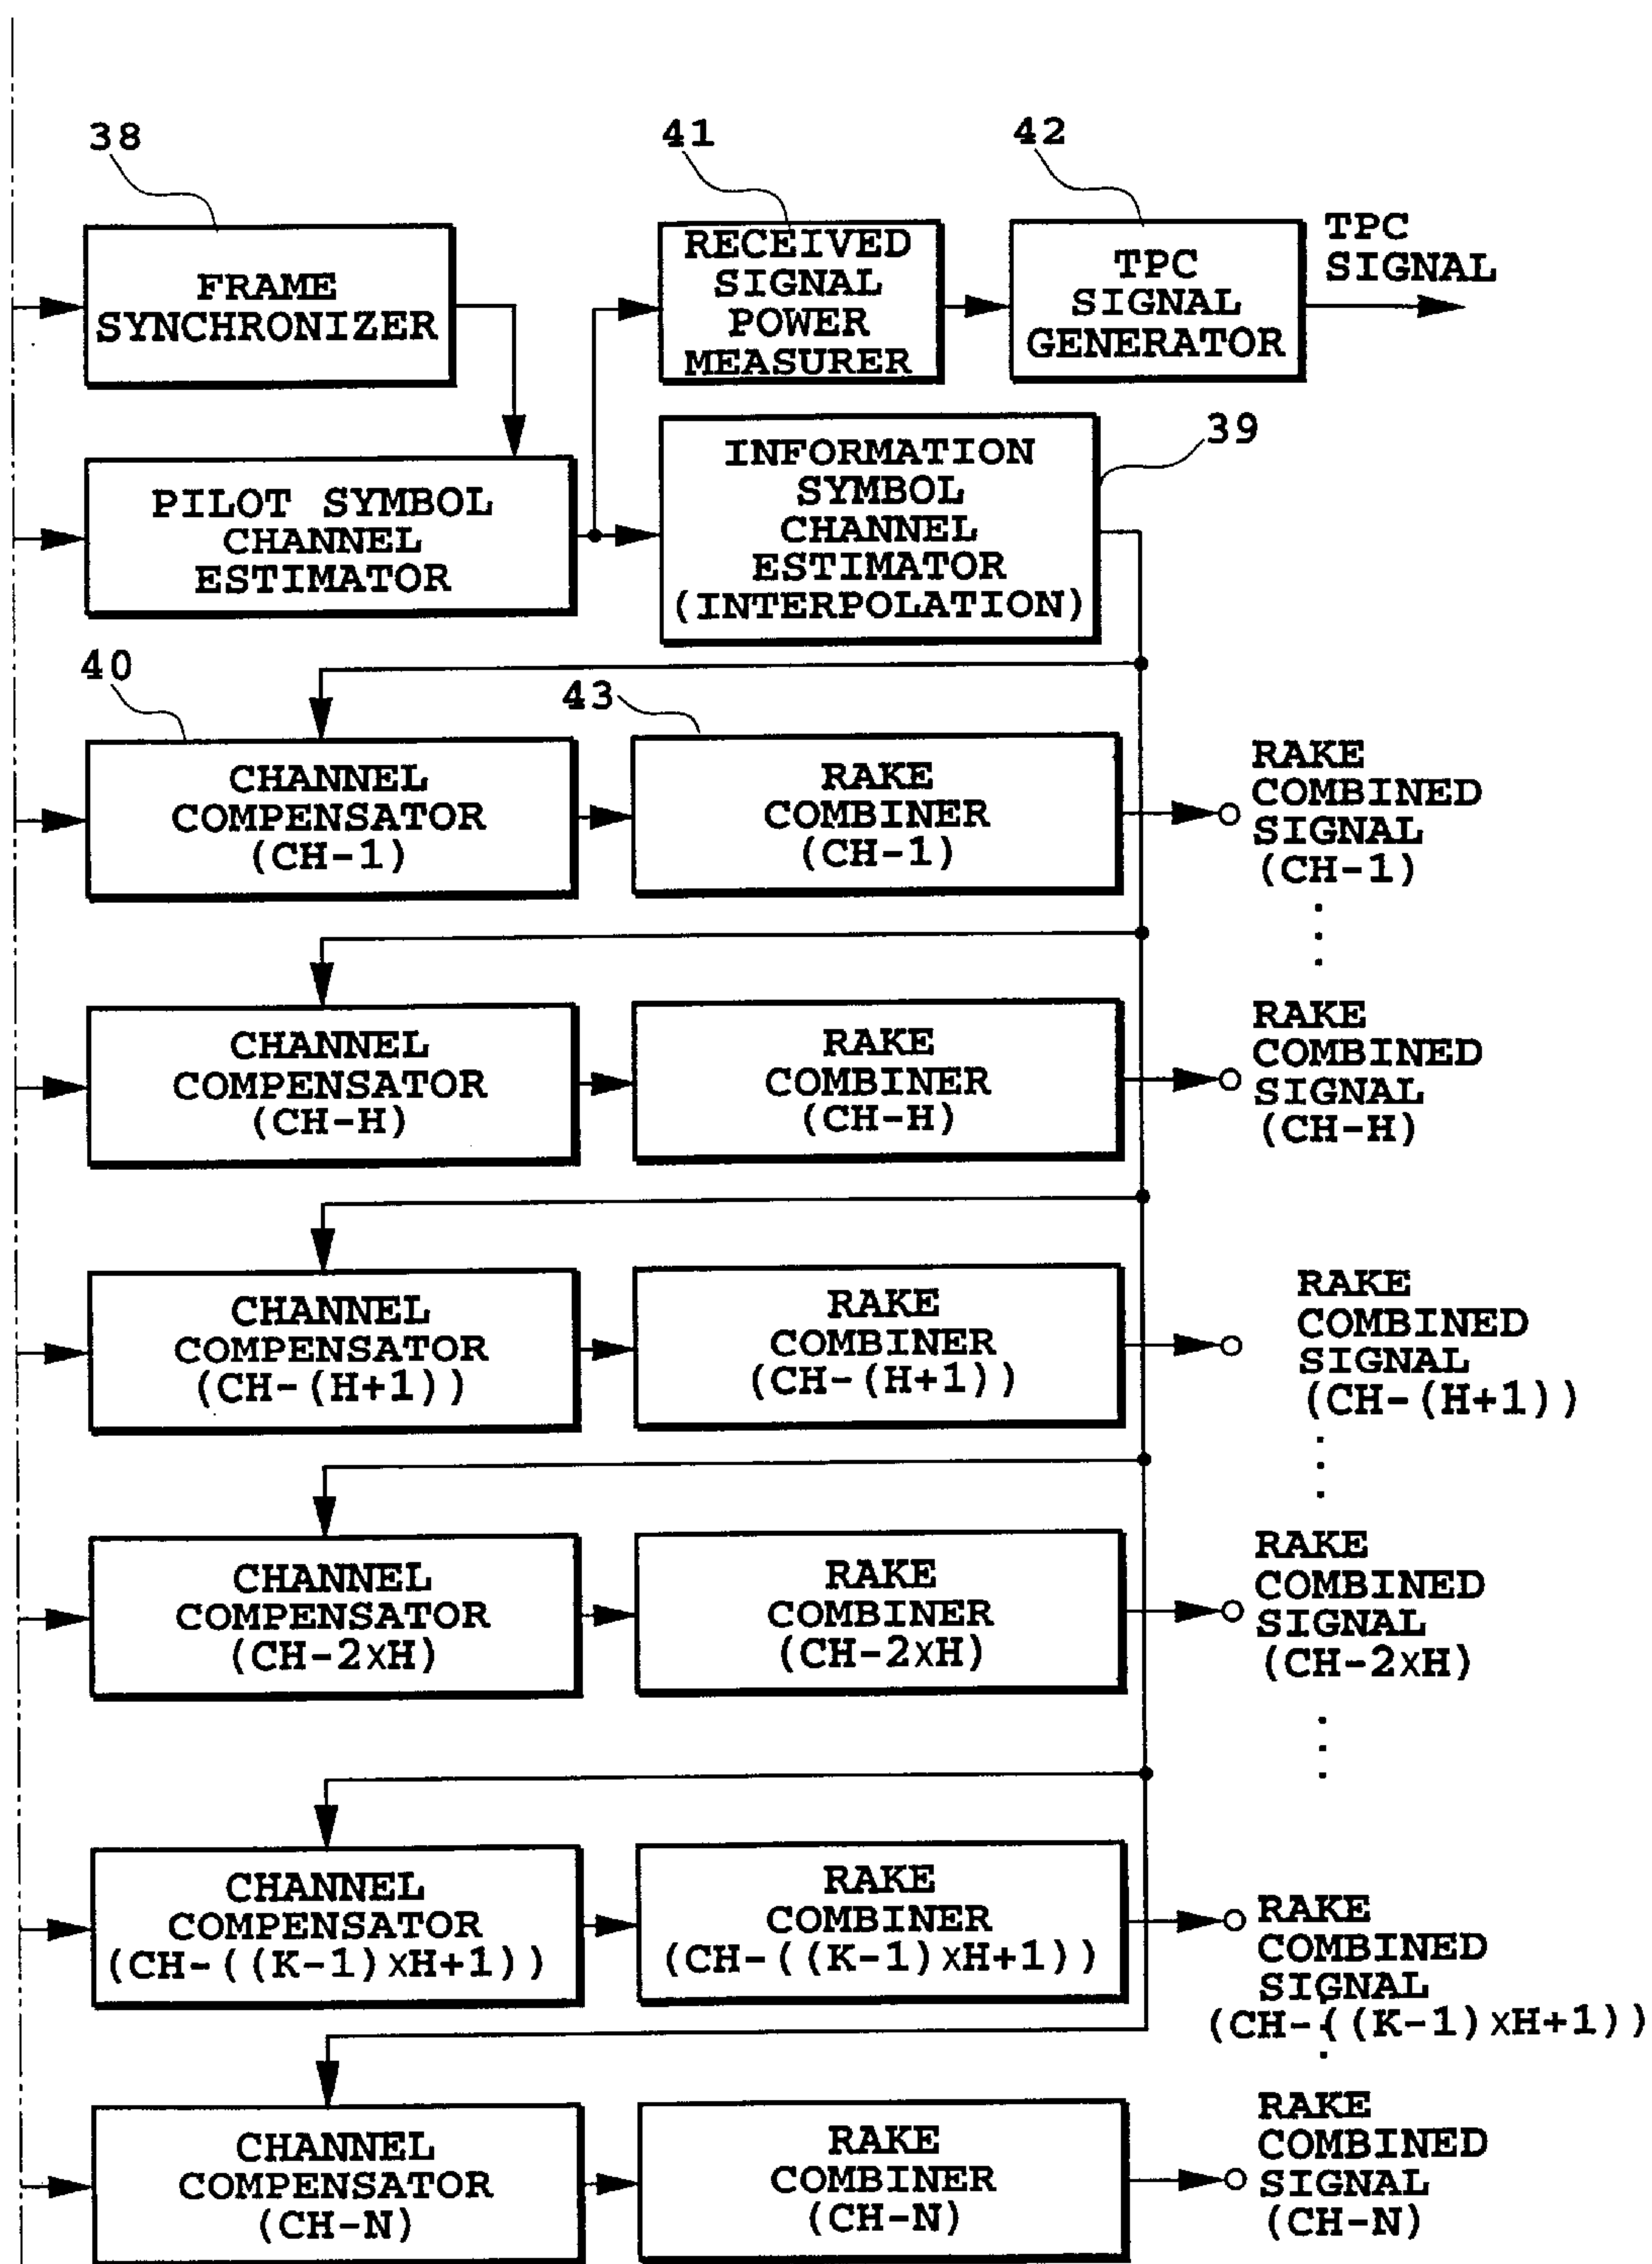 38
41
42
FRAME
SYNCHRONIZER
RECEIVED
SIGNAL
POWER
MEASURER
TPC
SIGNAL
GENERATOR
TPC
SIGNAL
39
PILOT SYMBOL
CHANNEL
ESTIMATOR
INFORMATION
SYMBOL
CHANNEL
ESTIMATOR
(INTERPOLATION)
40
43
CHANNEL
COMPENSATOR
(CH-1)
RAKE
COMBINER
(CH-1)
RAKE
COMBINED
SIGNAL
(CH-1)
CHANNEL
COMPENSATOR
(CH-H)
RAKE
COMBINER
(CH-H)
RAKE
COMBINED
SIGNAL
(CH-H)
CHANNEL
COMPENSATOR
(CH-(H+1))
RAKE
COMBINER
(CH-(H+1))
RAKE
COMBINED
SIGNAL
(CH-(H+1))
CHANNEL
COMPENSATOR
(CH-2xH)
RAKE
COMBINER
(CH-2xH)
RAKE
COMBINED
SIGNAL
(CH-2xH)
CHANNEL
COMPENSATOR
(CH-((K-1)xH+1))
RAKE
COMBINER
(CH-((K-1)xH+1))
RAKE
COMBINED
SIGNAL
(CH-((K-1)xH+1))
CHANNEL
COMPENSATOR
(CH-N)
RAKE
COMBINER
(CH-N)
RAKE
COMBINED
SIGNAL
(CH-N)